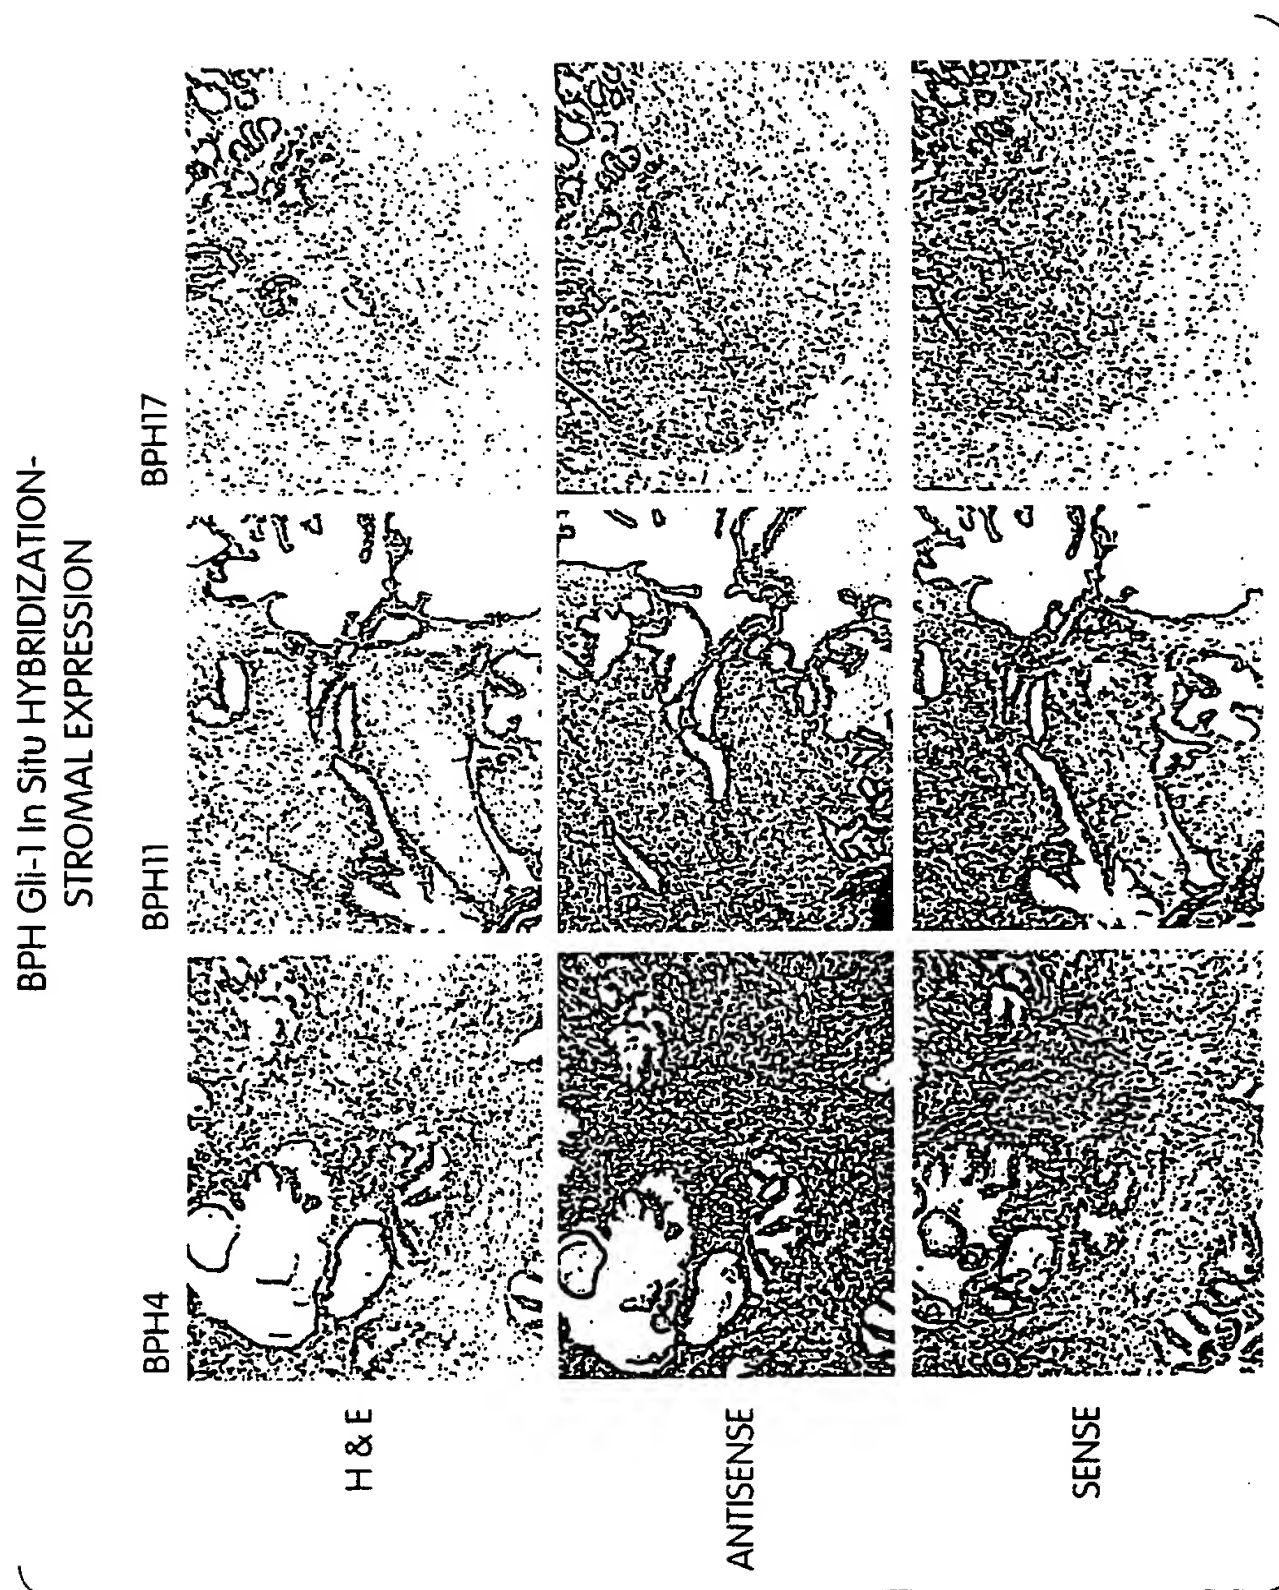 BPH Gli-1 In Situ HYBRIDIZATION-
STROMAL EXPRESSION
BPH4
BPH11
BPH17
H & E
ANTISENSE
SENSE